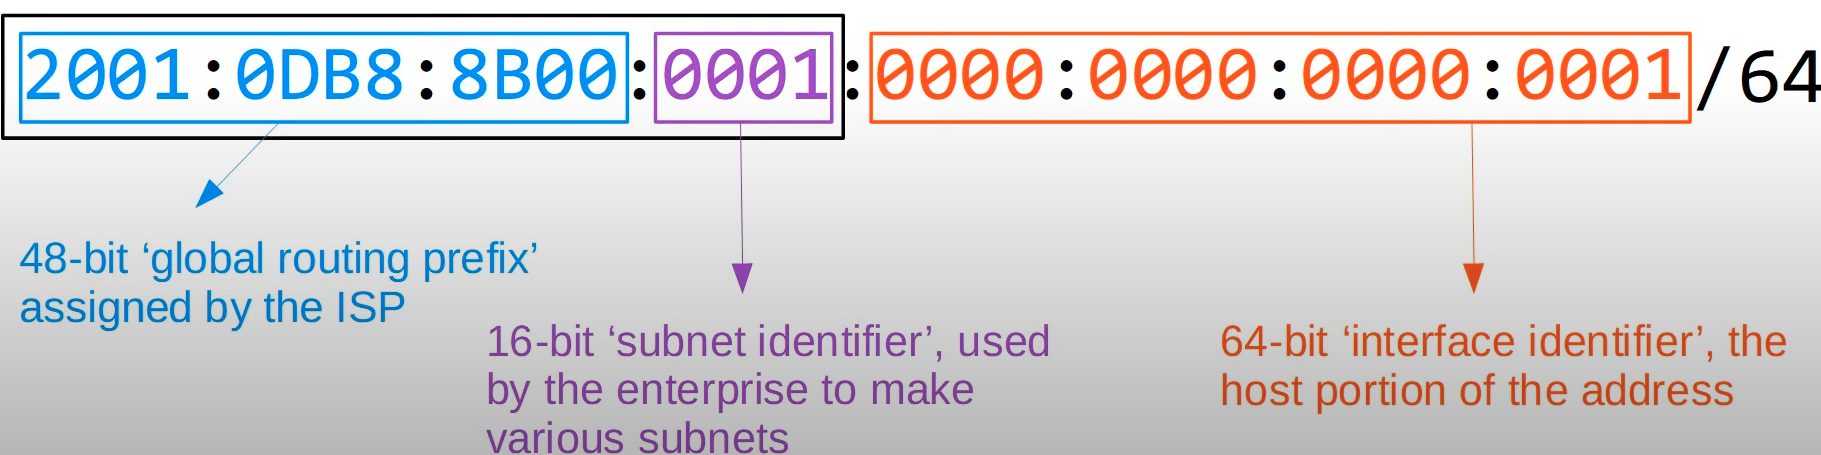 2001:0DB8:8B00:0001:0000:0000:0000:0001/64
48-bit ‘global routing prefix’
assigned by the ISP
16-bit ‘subnet identifier’, used
by the enterprise to make
various subnets
64-bit ‘interface identifier’, the
host portion of the address